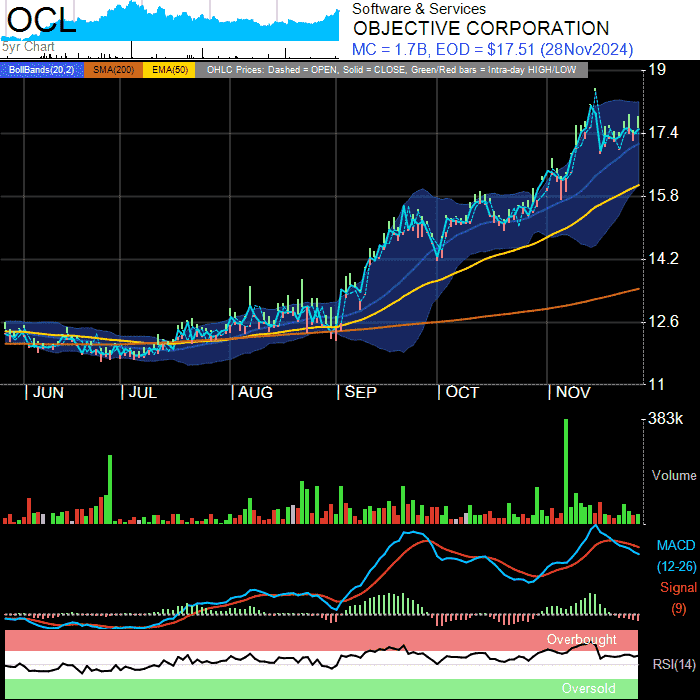 OCL
5yr Chart
Software & Services
OBJECTIVE CORPORATION
MC = 1.7B, EOD = $17.51 (28Nov2024)
BollBands(20,2) SMA(200) EMA(50) OHLC Prices: Dashed = OPEN, Solid = CLOSE, Green/Red bars = Intra-day HIGH/LOW
19
17.4
15.8
14.2
12.6
11
| JUN | JUL | AUG | SEP | OCT | NOV
383k
Volume
MACD
(12-26)
Signal
(9)
Overbought
RSI(14)
Oversold